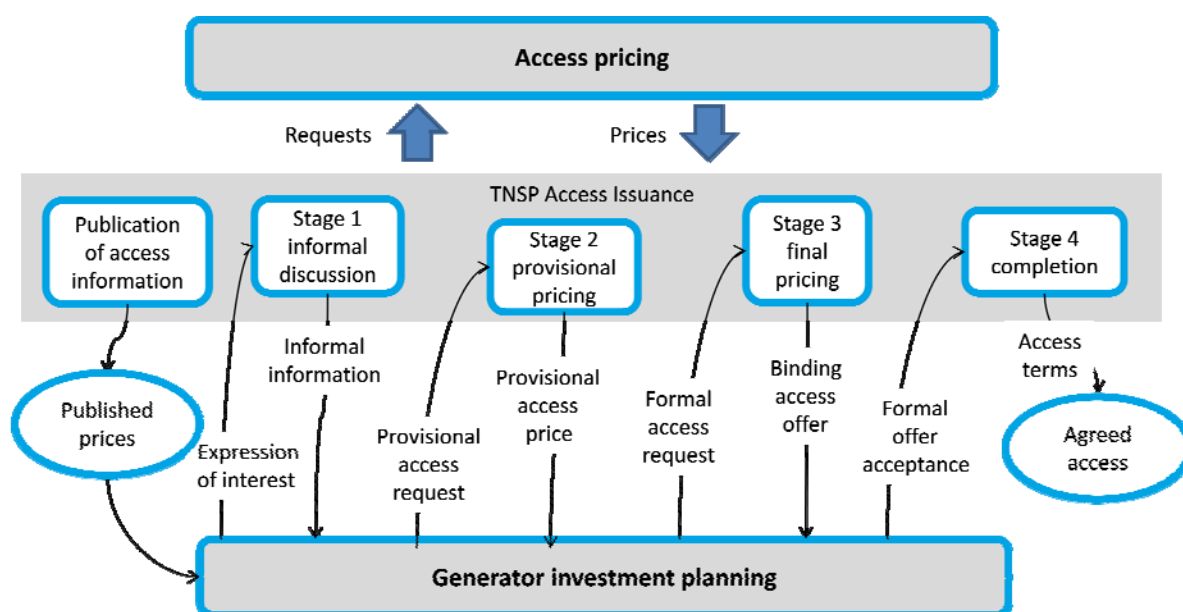 Access pricing
Requests
Prices
TNSP Access Issuance
Publication
of access
information
Stage 1
informal
discussion
Stage 2
provisional
pricing
Stage 3
final
pricing
Stage 4
completion
Published
prices
Expression
of interest
Informal
information
Provisional
access
request
Provisional
access
price
Formal
access
request
Binding
access
offer
Formal
offer
acceptance
Access
terms
Agreed
access
Generator investment planning